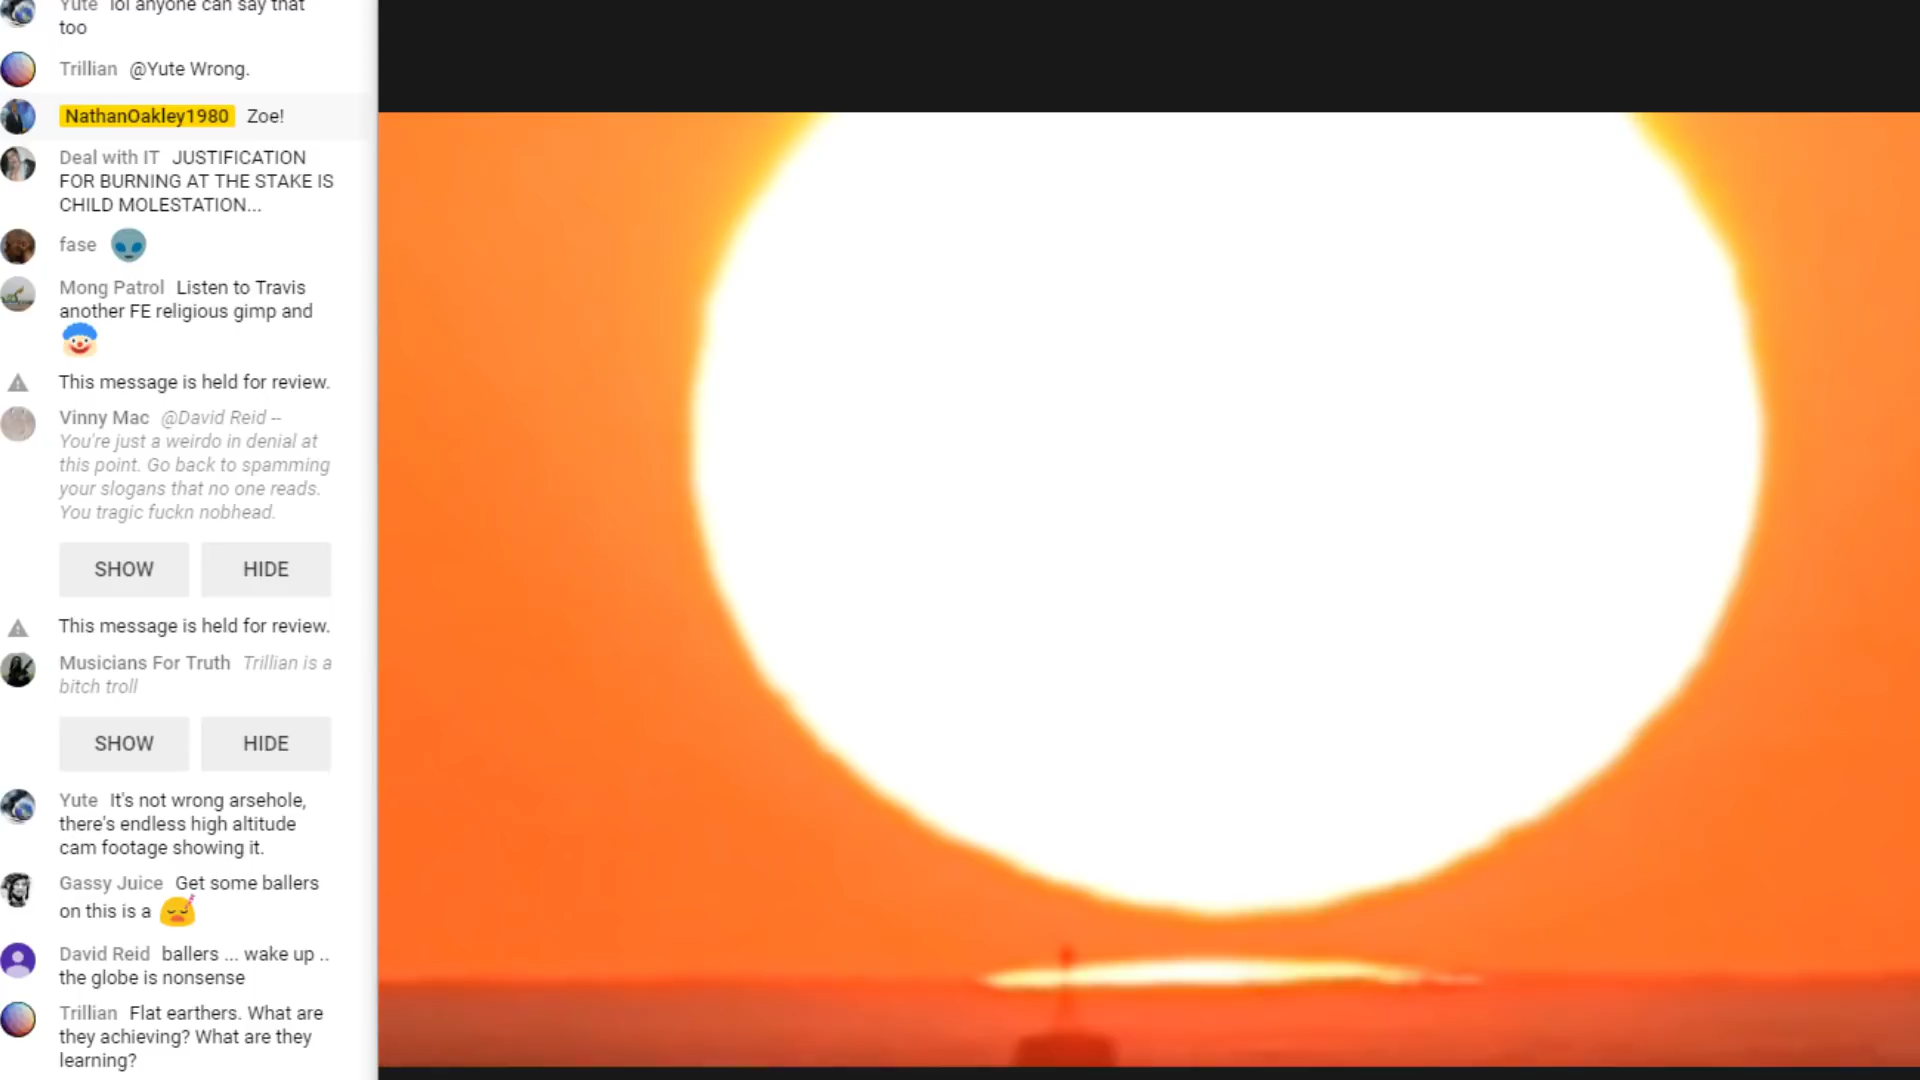 Yute lol anyone can say that
too
Trillian @Yute Wrong.
NathanOakley1980 Zoe!
Deal with IT JUSTIFICATION
FOR BURNING AT THE STAKE IS
CHILD MOLESTATION...
fase
Mong Patrol Listen to Travis
another FE religious gimp and
This message is held for review.
Vinny Mac @David Reid --
You're just a weirdo in denial at
this point. Go back to spamming
your slogans that no one reads.
You tragic fuckn nobhead.
SHOW HIDE
This message is held for review.
Musicians For Truth Trillian is a
bitch troll
SHOW HIDE
Yute It's not wrong arsehole,
there's endless high altitude
cam footage showing it.
Gassy Juice Get some ballers
on this is a
David Reid ballers ... wake up ..
the globe is nonsense
Trillian Flat earthers. What are
they achieving? What are they
learning?